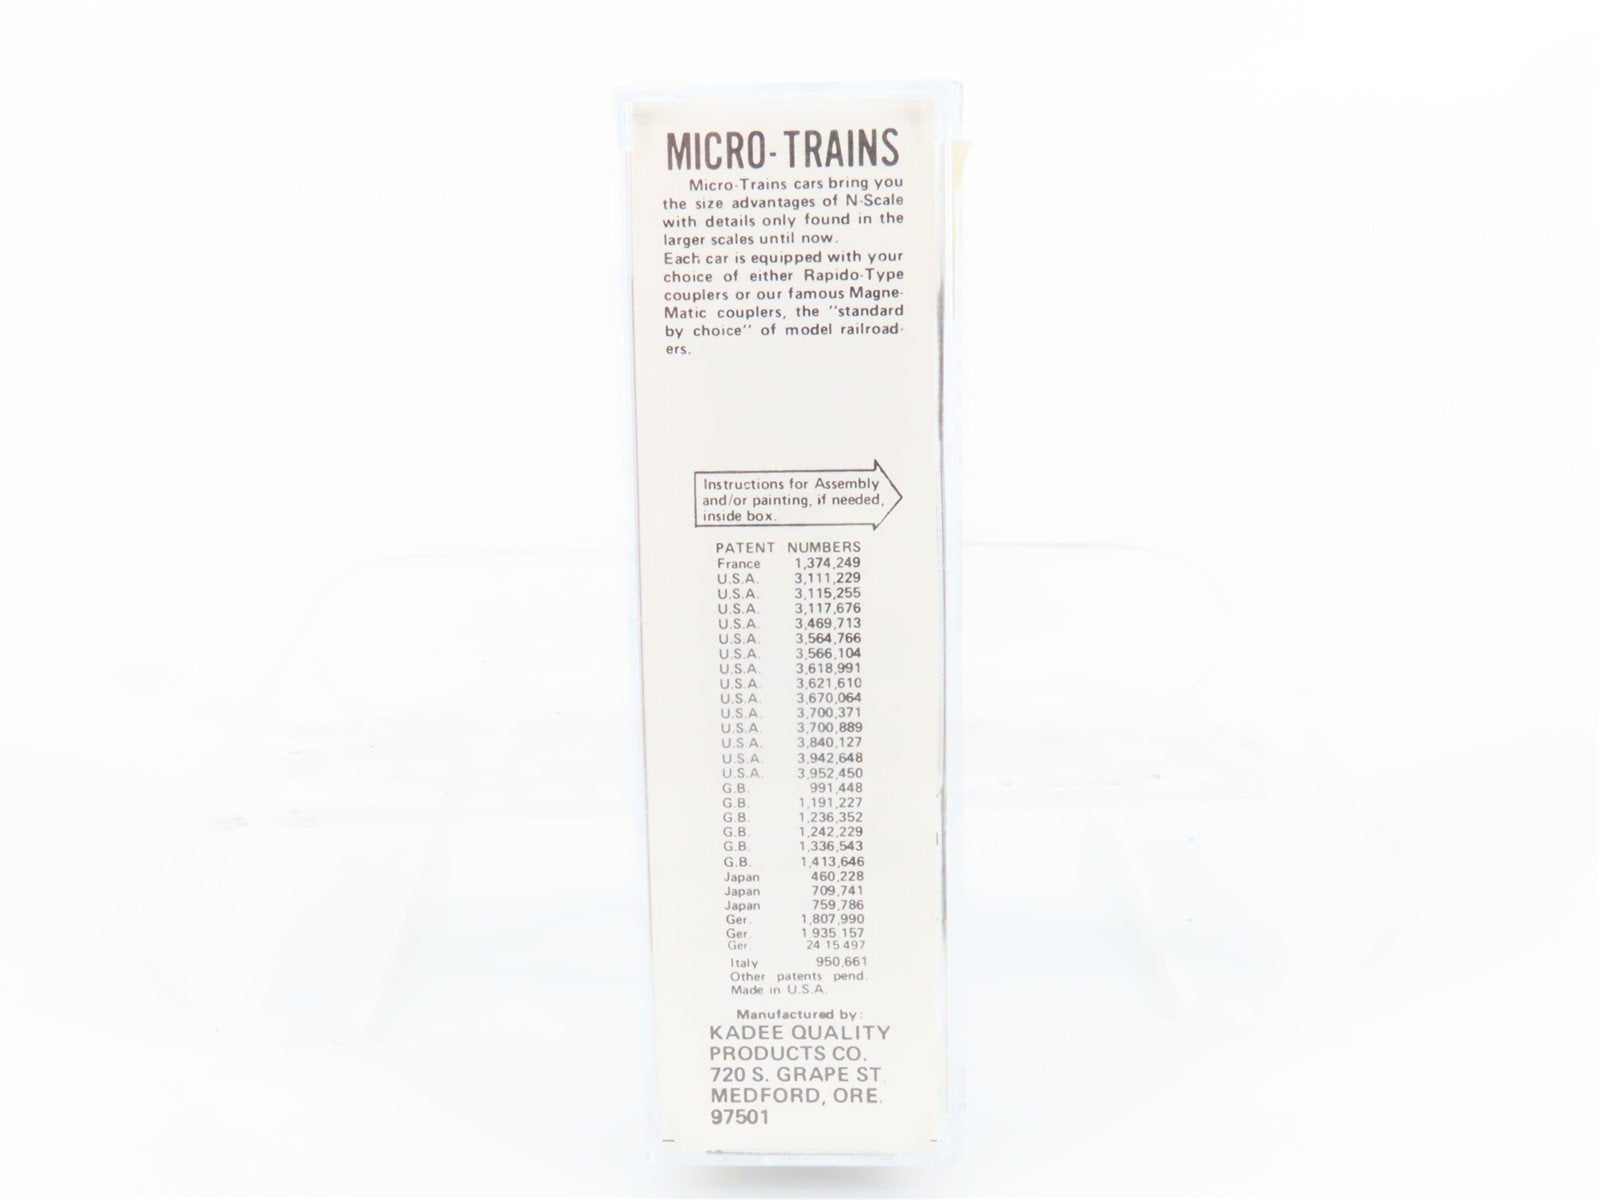 MICRO-TRAINS
Micro-Trains cars bring you
the size advantages of N-Scale
with details only found in the
larger scales until now.
Each car is equipped with your
choice of either Rapido-Type
couplers or our famous Magne-
Matic couplers, the "standard
by choice" of model railroad-
ers.
Instructions for Assembly
and/or painting, if needed,
inside box.
PATENT NUMBERS
France 1,374,249
U.S.A. 3,111,229
U.S.A. 3,115,255
U.S.A. 3,117,676
U.S.A. 3,469,713
U.S.A. 3,564,766
U.S.A. 3,566,104
U.S.A. 3,618,991
U.S.A. 3,621,610
U.S.A. 3,670,064
U.S.A. 3,700,371
U.S.A. 3,700,889
U.S.A. 3,840,127
U.S.A. 3,942,648
U.S.A. 3,952,450
G.B. 991,448
G.B. 1,191,227
G.B. 1,236,352
G.B. 1,242,229
G.B. 1,336,543
G.B. 1,413,646
Japan 460,228
Japan 709,741
Japan 759,786
Ger. 1,807,990
Ger. 1 935 157
Ger. 24 15 497
Italy 950,661
Other patents pend.
Made in U.S.A.
Manufactured by:
KADEE QUALITY
PRODUCTS CO.
720 S. GRAPE ST.
MEDFORD, ORE.
97501